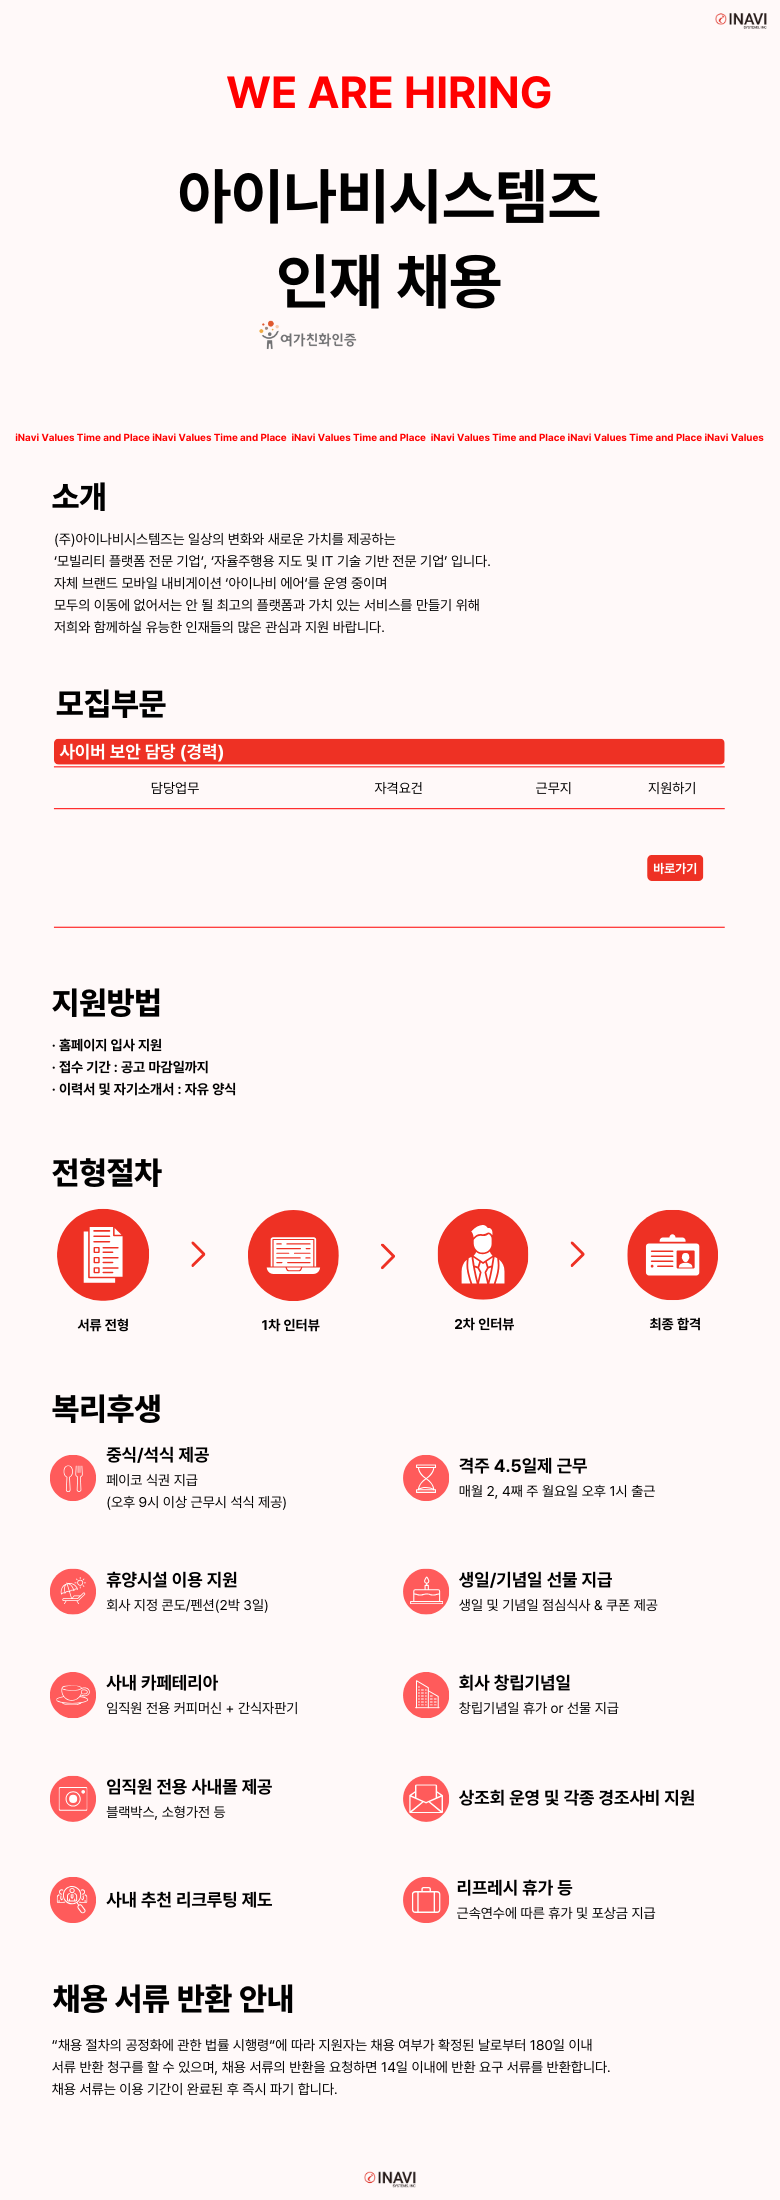 INAVI
SYSTEMS, INC
WE ARE HIRING
아이나비시스템즈
인재 채용
여가친화인증
iNavi Values Time and Place iNavi Values Time and Place iNavi Values Time and Place iNavi Values Time and Place iNavi Values Time and Place iNavi Values
소개
(주)아이나비시스템즈는 일상의 변화와 새로운 가치를 제공하는
‘모빌리티 플랫폼 전문 기업‘, ‘자율주행용 지도 및 IT 기술 기반 전문 기업’ 입니다.
자체 브랜드 모바일 내비게이션 ‘아이나비 에어‘를 운영 중이며
모두의 이동에 없어서는 안 될 최고의 플랫폼과 가치 있는 서비스를 만들기 위해
저희와 함께하실 유능한 인재들의 많은 관심과 지원 바랍니다.
모집부문
사이버 보안 담당 (경력)
담당업무 자격요건 근무지 지원하기
바로가기
지원방법
· 홈페이지 입사 지원
· 접수 기간 : 공고 마감일까지
· 이력서 및 자기소개서 : 자유 양식
전형절차
서류 전형 1차 인터뷰 2차 인터뷰 최종 합격
복리후생
중식/석식 제공
페이코 식권 지급
(오후 9시 이상 근무시 석식 제공)
격주 4.5일제 근무
매월 2, 4째 주 월요일 오후 1시 출근
휴양시설 이용 지원
회사 지정 콘도/펜션(2박 3일)
생일/기념일 선물 지급
생일 및 기념일 점심식사 & 쿠폰 제공
사내 카페테리아
임직원 전용 커피머신 + 간식자판기
회사 창립기념일
창립기념일 휴가 or 선물 지급
임직원 전용 사내몰 제공
블랙박스, 소형가전 등
상조회 운영 및 각종 경조사비 지원
사내 추천 리크루팅 제도
리프레시 휴가 등
근속연수에 따른 휴가 및 포상금 지급
채용 서류 반환 안내
“채용 절차의 공정화에 관한 법률 시행령“에 따라 지원자는 채용 여부가 확정된 날로부터 180일 이내
서류 반환 청구를 할 수 있으며, 채용 서류의 반환을 요청하면 14일 이내에 반환 요구 서류를 반환합니다.
채용 서류는 이용 기간이 완료된 후 즉시 파기 합니다.
INAVI
SYSTEMS, INC